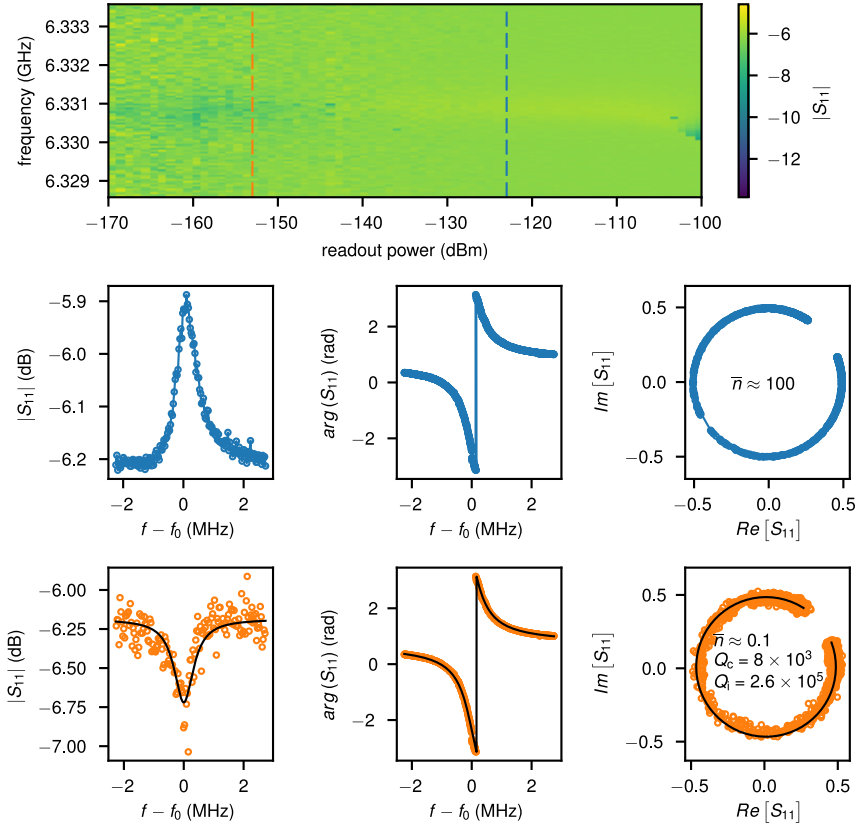 6.333
6.331
6.330
6.329
frequency (GHz)
−170
−160
−150
−140
−130
−120
−110
−100
readout power (dBm)
−6
−8
−10
−12
|S₁₁|
−5.9
−6.0
−6.1
−6.2
|S₁₁| (dB)
−2
0
2
f − f₀ (MHz)
2
0
−2
arg (S₁₁) (rad)
−2
0
2
f − f₀ (MHz)
0.5
0.0
−0.5
Im [S₁₁]
n̅ ≈ 100
−0.5
0.0
0.5
Re [S₁₁]
−6.00
−6.25
−6.50
−6.75
−7.00
|S₁₁| (dB)
−2
0
2
f − f₀ (MHz)
2
0
−2
arg (S₁₁) (rad)
−2
0
2
f − f₀ (MHz)
0.5
0.0
−0.5
Im [S₁₁]
n̅ ≈ 0.1
Q_c = 8 × 10³
Q_i = 2.6 × 10⁵
−0.5
0.0
0.5
Re [S₁₁]